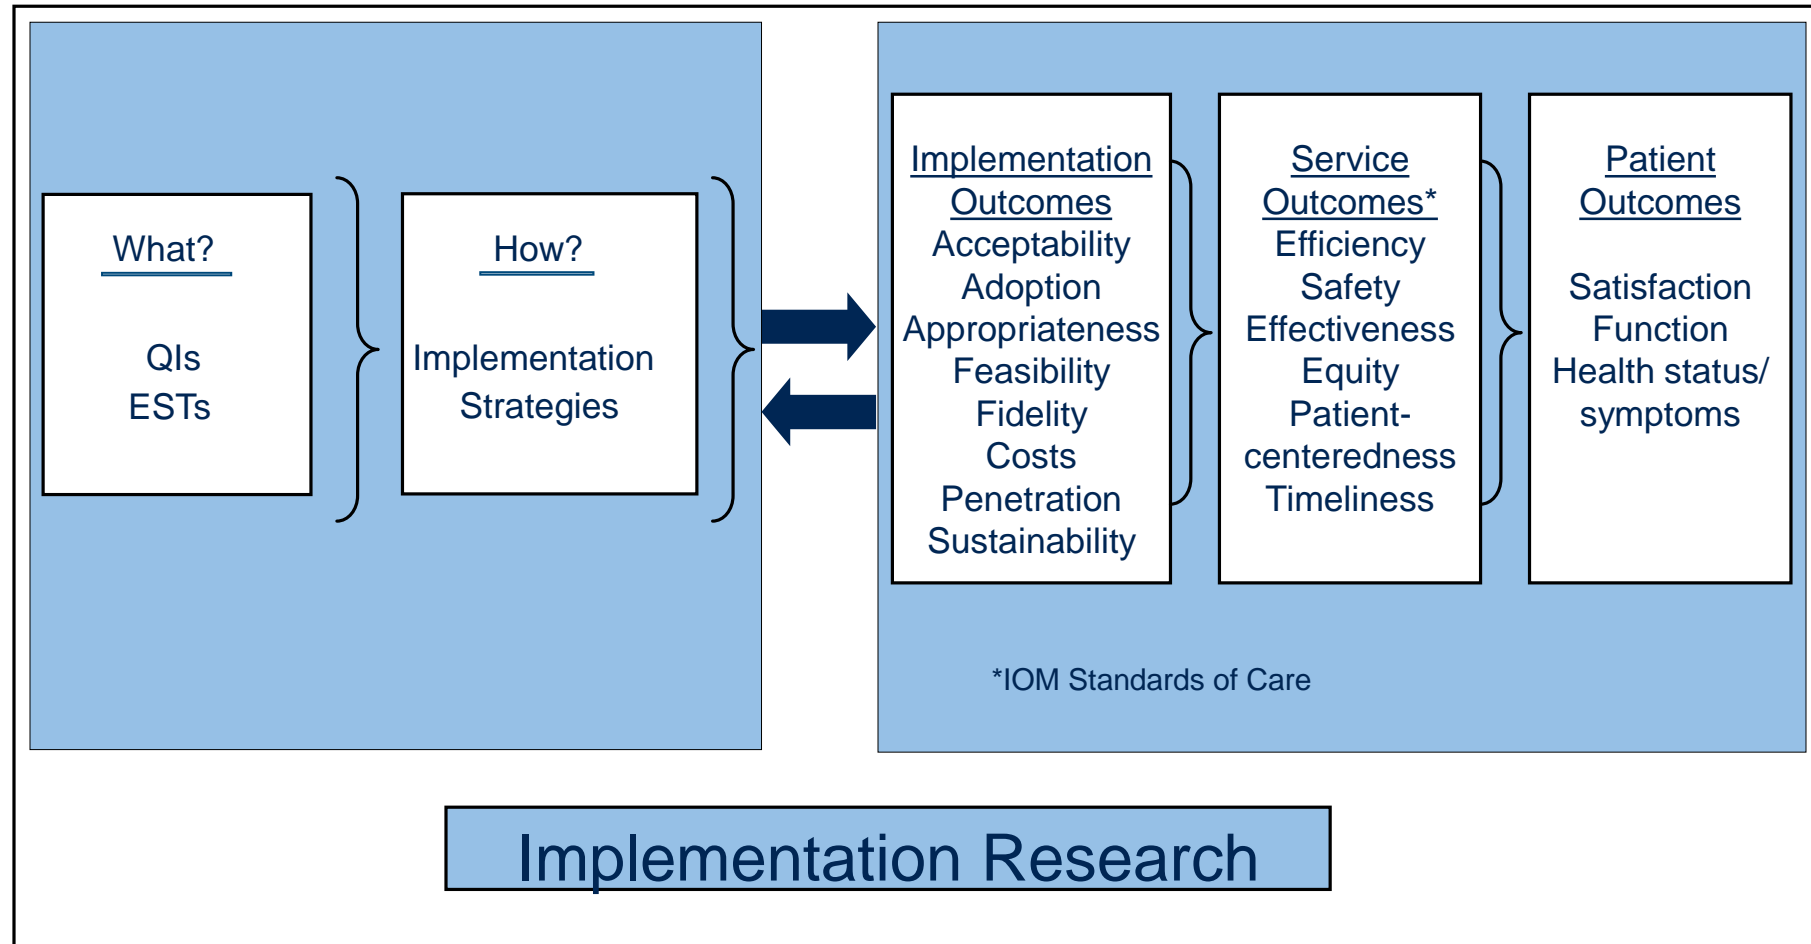 What?
QIs
ESTs
How?
Implementation
Strategies
Implementation
Outcomes
Acceptability
Adoption
Appropriateness
Feasibility
Fidelity
Costs
Penetration
Sustainability
Service
Outcomes*
Efficiency
Safety
Effectiveness
Equity
Patient-
centeredness
Timeliness
Patient
Outcomes
Satisfaction
Function
Health status/
symptoms
*IOM Standards of Care
Implementation Research